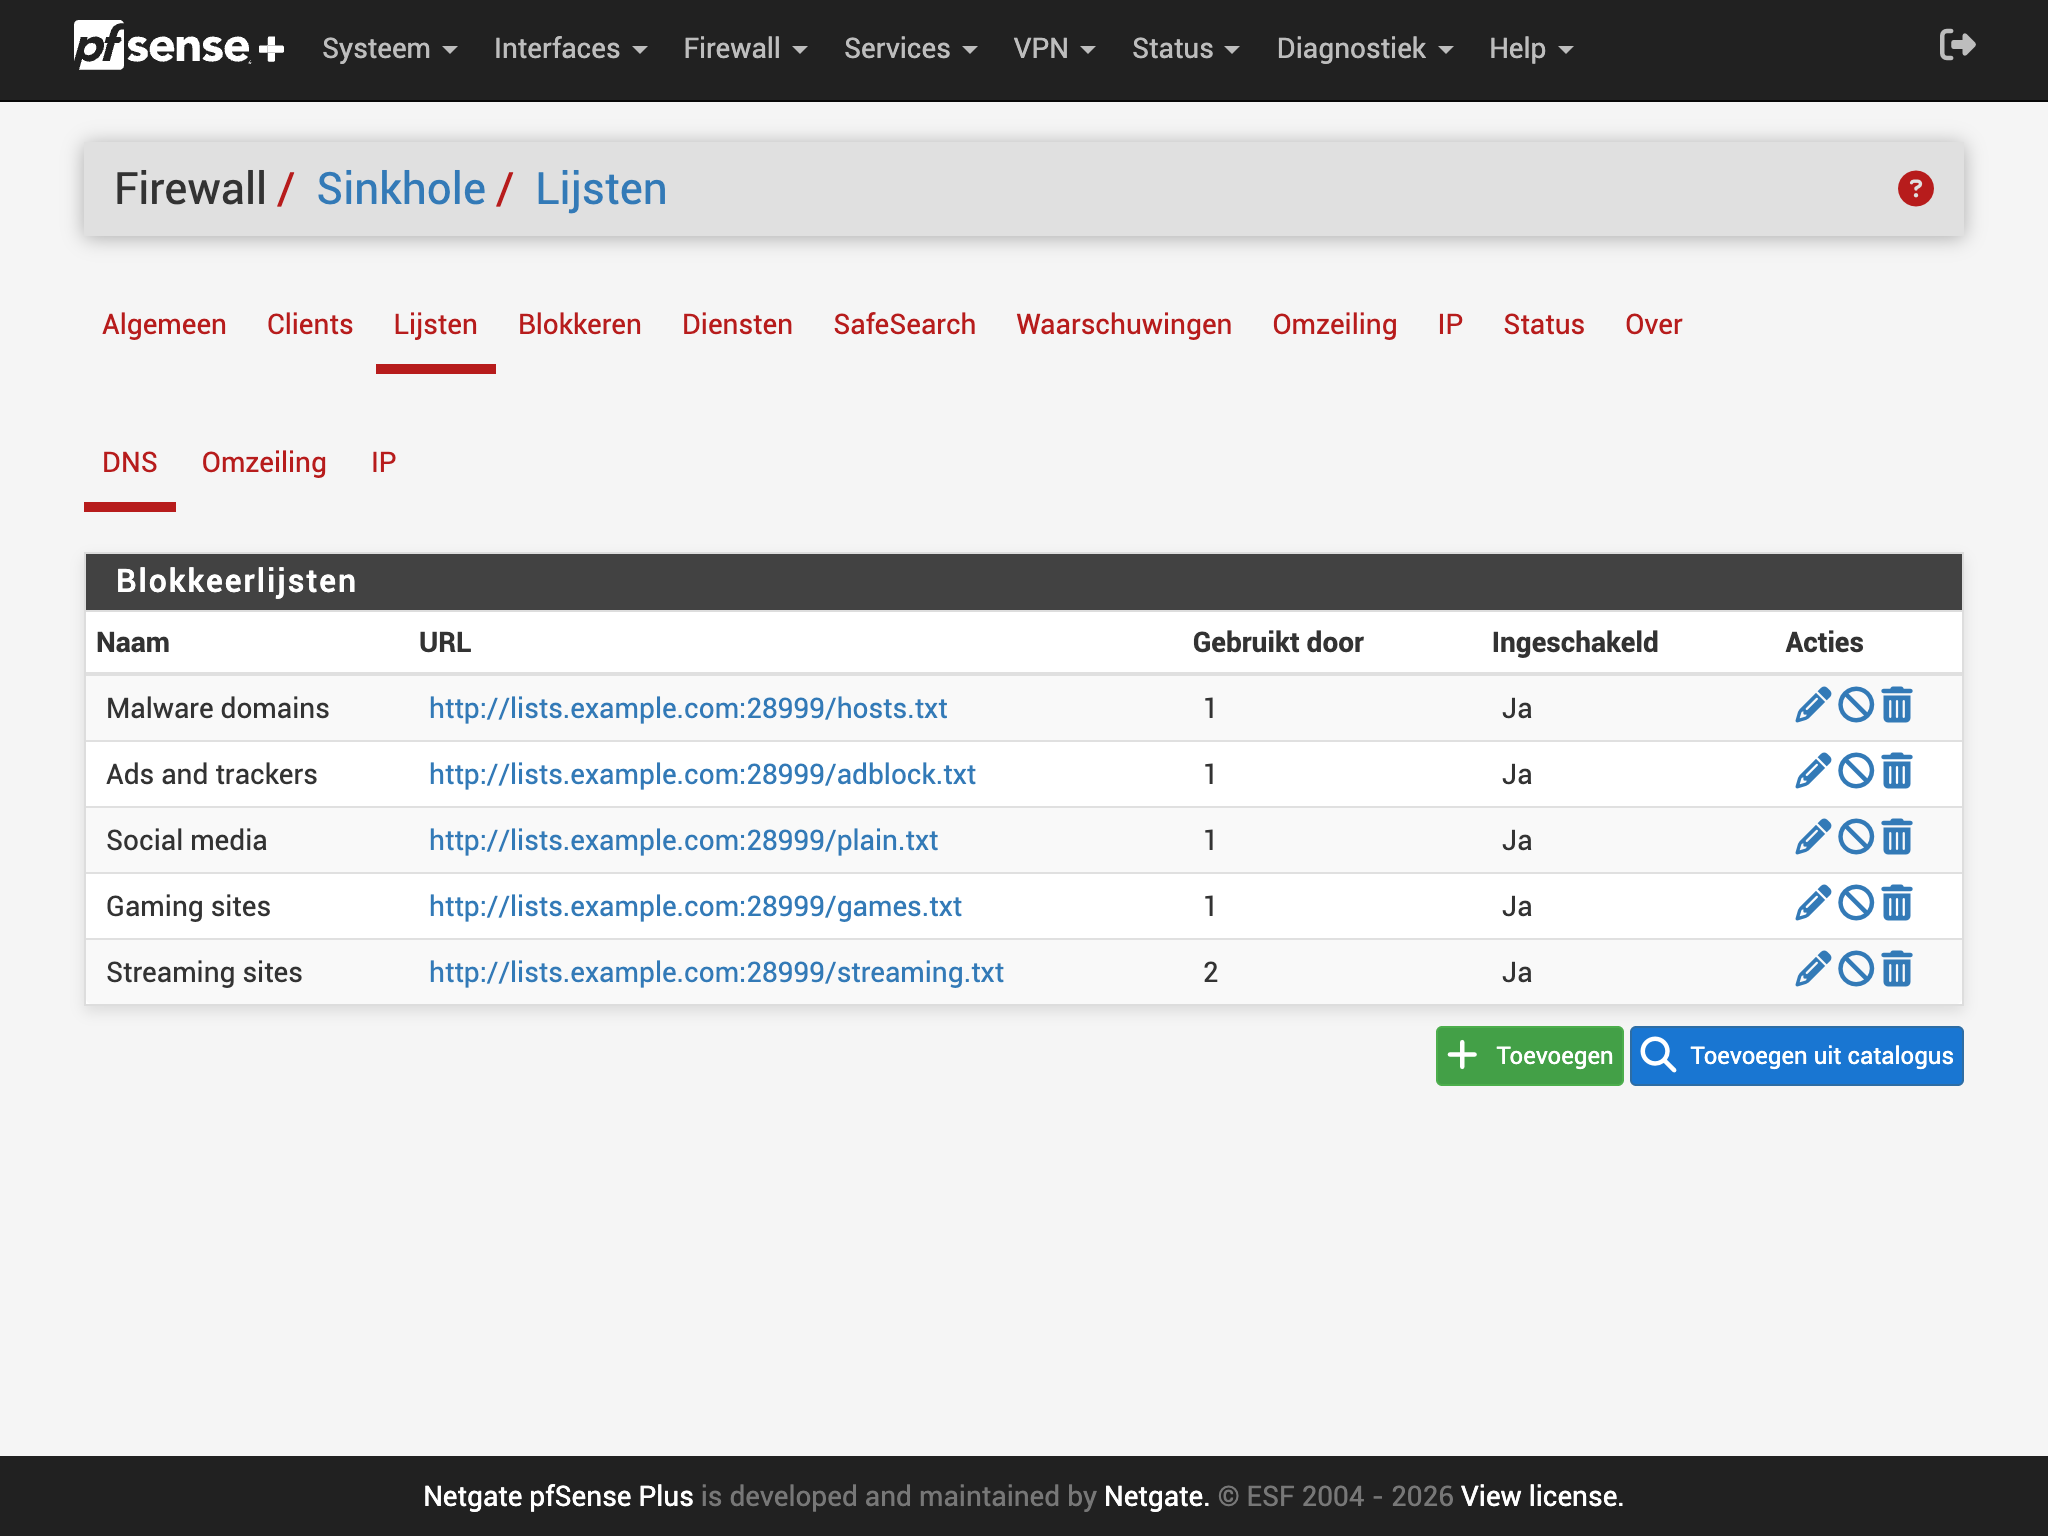 pfsense+ Systeem Interfaces Firewall Services VPN Status Diagnostiek Help
Firewall / Sinkhole / Lijsten ?
Algemeen Clients Lijsten Blokkeren Diensten SafeSearch Waarschuwingen Omzeiling IP Status Over
DNS Omzeiling IP
Blokkeerlijsten
Naam URL Gebruikt door Ingeschakeld Acties
Malware domains http://lists.example.com:28999/hosts.txt 1 Ja
Ads and trackers http://lists.example.com:28999/adblock.txt 1 Ja
Social media http://lists.example.com:28999/plain.txt 1 Ja
Gaming sites http://lists.example.com:28999/games.txt 1 Ja
Streaming sites http://lists.example.com:28999/streaming.txt 2 Ja
Toevoegen Toevoegen uit catalogus
Netgate pfSense Plus is developed and maintained by Netgate. © ESF 2004 - 2026 View license.